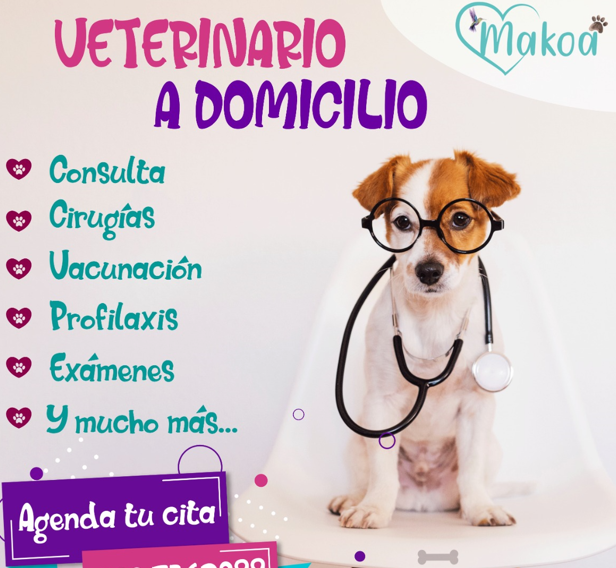 Makoa
VETERINARIO
A DOMICILIO
Consulta
Cirugías
Vacunación
Profilaxis
Exámenes
Y mucho más...
Agenda tu cita